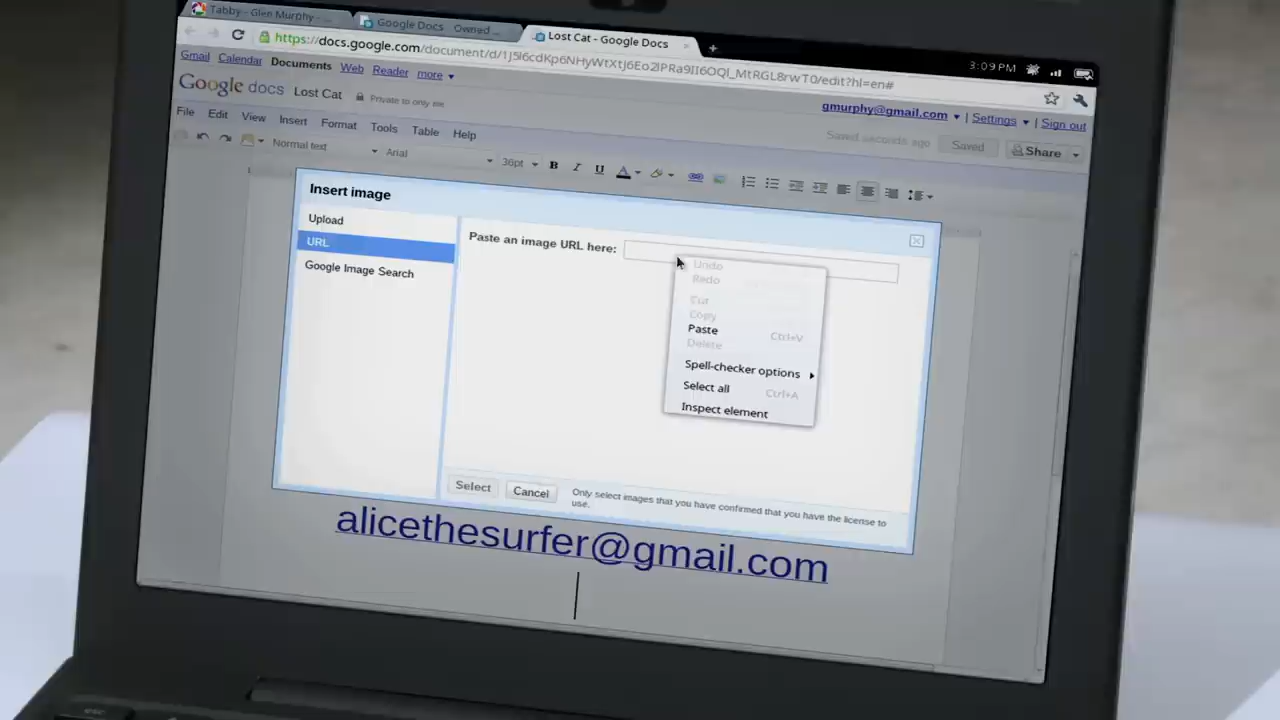 Tabby - Glen Murphy - ...
Google Docs Owned ...
Lost Cat - Google Docs
3:09 PM
https://docs.google.com/document/d/1J5l6cdKp6NHyWtXtJ6Eo2lPRa9II6OQl_MtRGL8rwT0/edit?hl=en#
Gmail Calendar Documents Web Reader more
gmurphy@gmail.com | Settings | Sign out
Google docs Lost Cat Private to only me
Saved seconds ago Saved Share
File Edit View Insert Format Tools Table Help
Normal text Arial 36pt B I U A
Insert image
Upload
URL
Google Image Search
Paste an image URL here:
Undo
Redo
Cut
Copy
Paste Ctrl+V
Delete
Spell-checker options
Select all Ctrl+A
Inspect element
Select Cancel Only select images that you have confirmed that you have the license to
use.
alicethesurfer@gmail.com
esc